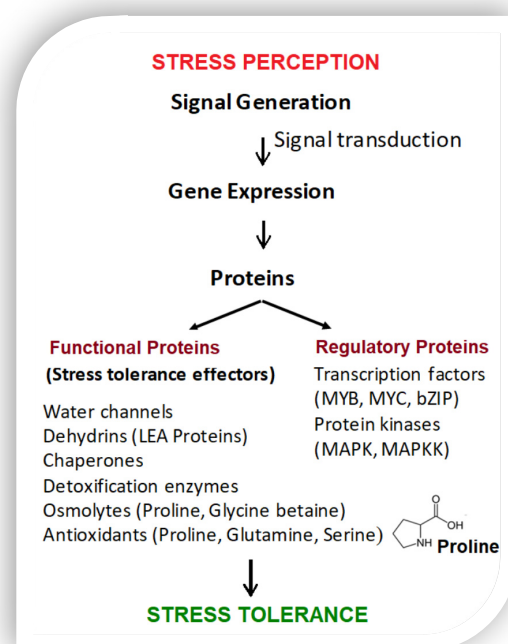 STRESS PERCEPTION
Signal Generation
Signal transduction
Gene Expression
Proteins
Functional Proteins
(Stress tolerance effectors)
Water channels
Dehydrins (LEA Proteins)
Chaperones
Detoxification enzymes
Osmolytes (Proline, Glycine betaine)
Antioxidants (Proline, Glutamine, Serine)
Regulatory Proteins
Transcription factors
(MYB, MYC, bZIP)
Protein kinases
(MAPK, MAPKK)
O
OH
NH Proline
STRESS TOLERANCE